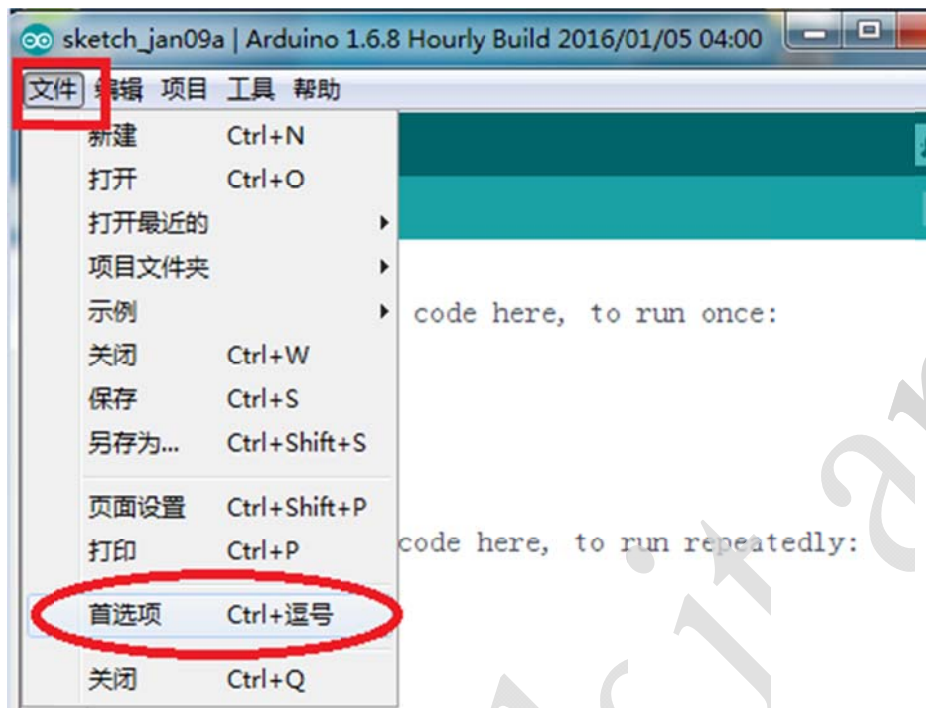 sketch_jan09a | Arduino 1.6.8 Hourly Build 2016/01/05 04:00
文件 编辑 项目 工具 帮助
新建 Ctrl+N
打开 Ctrl+O
打开最近的
项目文件夹
示例
code here, to run once:
关闭 Ctrl+W
保存 Ctrl+S
另存为... Ctrl+Shift+S
页面设置 Ctrl+Shift+P
打印 Ctrl+P
code here, to run repeatedly:
首选项 Ctrl+逗号
关闭 Ctrl+Q